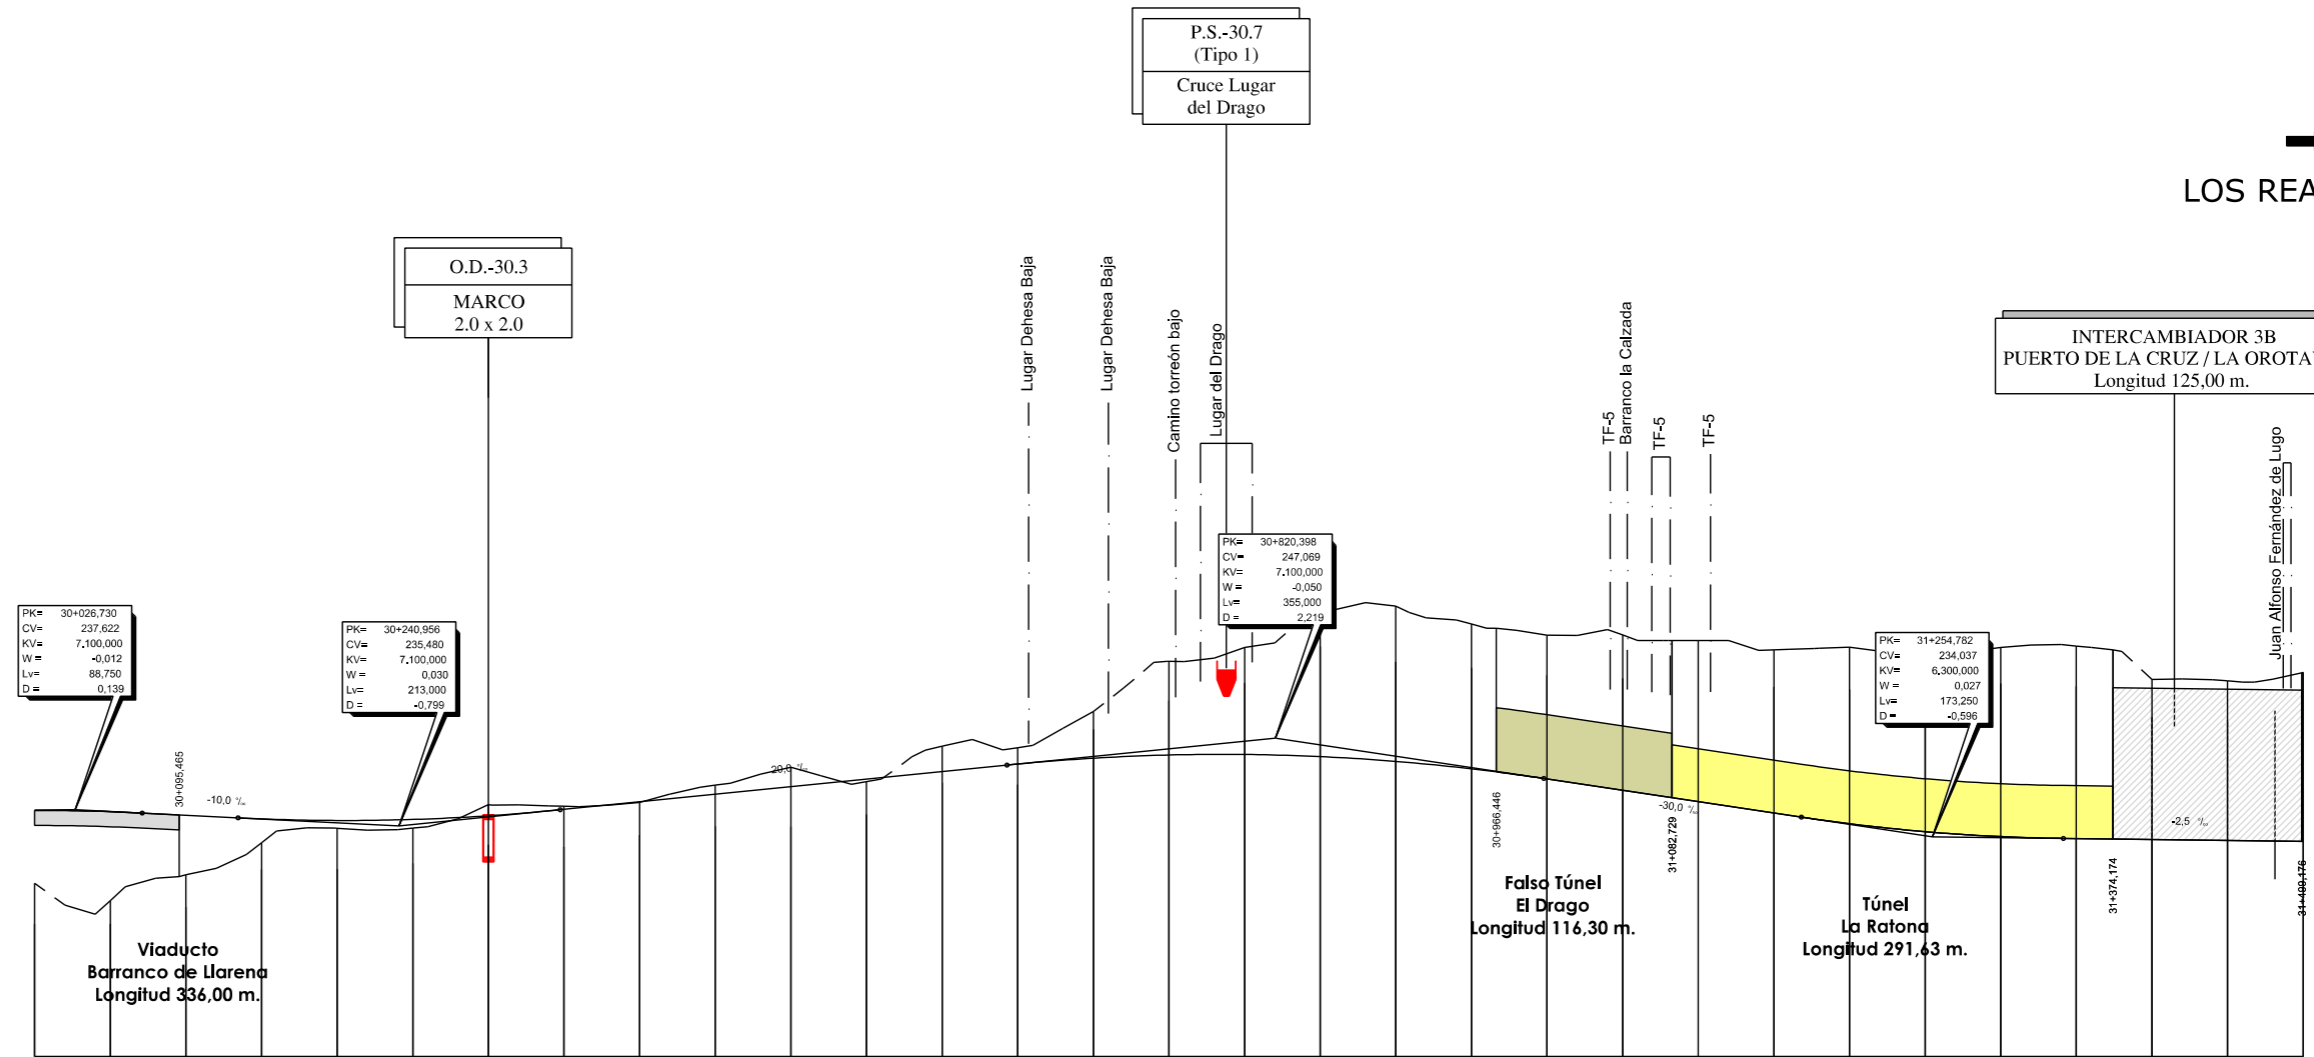 P.S.-30.7
(Tipo 1)
Cruce Lugar
del Drago
LOS REA
O.D.-30.3
MARCO
2.0 x 2.0
Lugar Dehesa Baja
Lugar Dehesa Baja
Camino torreón bajo
Lugar del Drago
TF-5
Barranco la Calzada
TF-5
TF-5
INTERCAMBIADOR 3B
PUERTO DE LA CRUZ / LA OROTA
Longitud 125,00 m.
Juan Alfonso Fernández de Lugo
PK= 30+026,730
CV= 237,622
KV= 7.100,000
W = -0,012
Lv= 88,750
D = 0,139
PK= 30+240,956
CV= 235,480
KV= 7.100,000
W = 0,030
Lv= 213,000
D = -0,799
PK= 30+820,398
CV= 247,069
KV= 7.100,000
W = -0,050
Lv= 355,000
D = 2,219
PK= 31+254,782
CV= 234,037
KV= 6.300,000
W = 0,027
Lv= 173,250
D = -0,596
30+095,465
-10,0 ‰
20,0 ‰
30+966,446
31+082,729
-30,0 ‰
-2,5 ‰
31+374,174
31+499,176
Viaducto
Barranco de Llarena
Longitud 336,00 m.
Falso Túnel
El Drago
Longitud 116,30 m.
Túnel
La Ratona
Longitud 291,63 m.